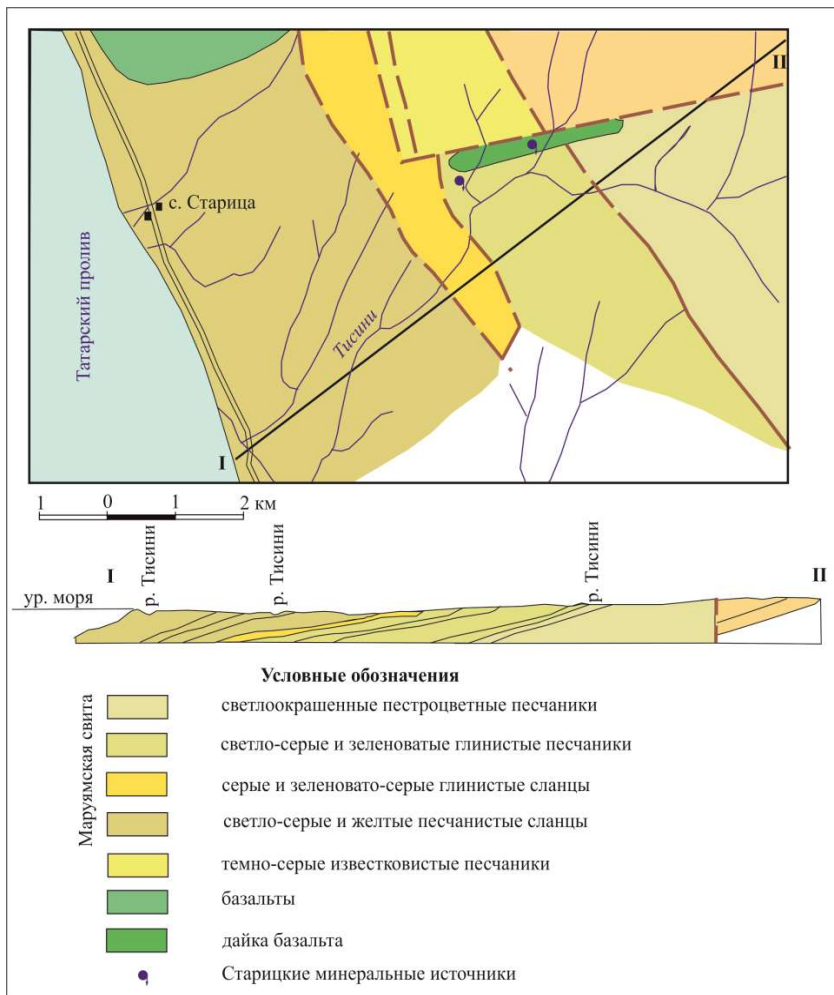 II
с. Старица
Татарский пролив
Тисини
I
1 0 1 2 км
I
р. Тисини
р. Тисини
р. Тисини
II
ур. моря
Условные обозначения
Маруямская свита
светлоокрашенные пестроцветные песчаники
светло-серые и зеленоватые глинистые песчаники
серые и зеленовато-серые глинистые сланцы
светло-серые и желтые песчанистые сланцы
темно-серые известковистые песчаники
базальты
дайка базальта
Старицкие минеральные источники